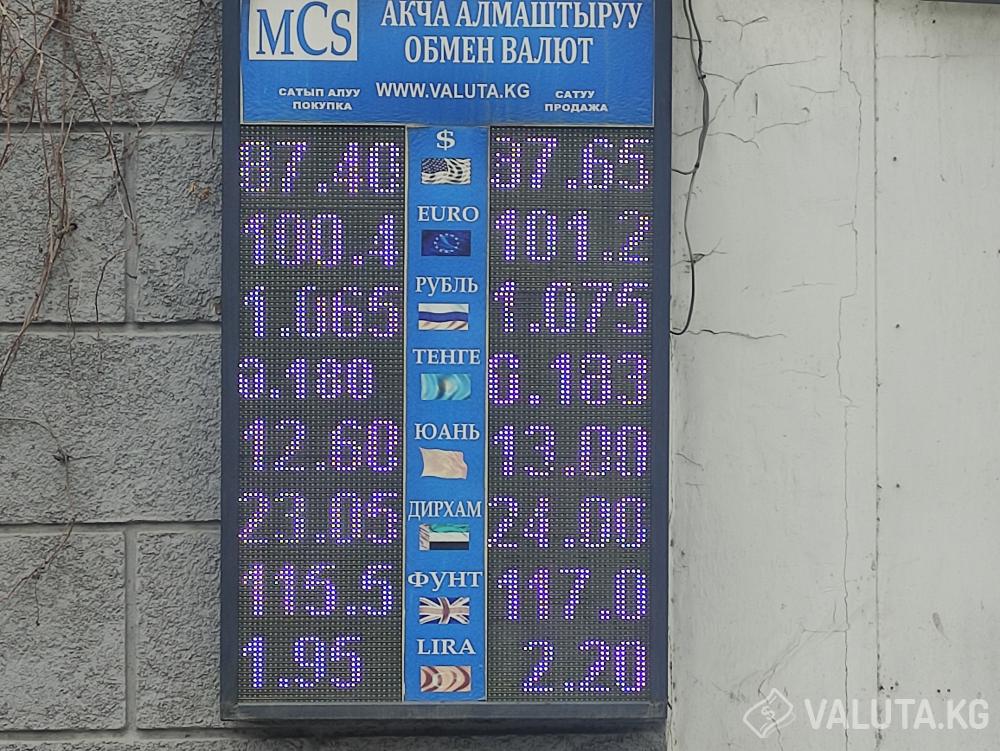 MCs
АКЧА АЛМАШТЫРУУ
ОБМЕН ВАЛЮТ
САТЫП АЛУУ
ПОКУПКА
WWW.VALUTA.KG
САТУУ
ПРОДАЖА
87.40 $ 87.65
EURO
100.4 101.2
РУБЛЬ
1.065 1.075
ТЕНГЕ
0.180 0.183
ЮАНЬ
12.60 13.00
ДИРХАМ
23.05 24.00
ФУНТ
115.5 117.0
LIRA
1.95 2.20
VALUTA.KG